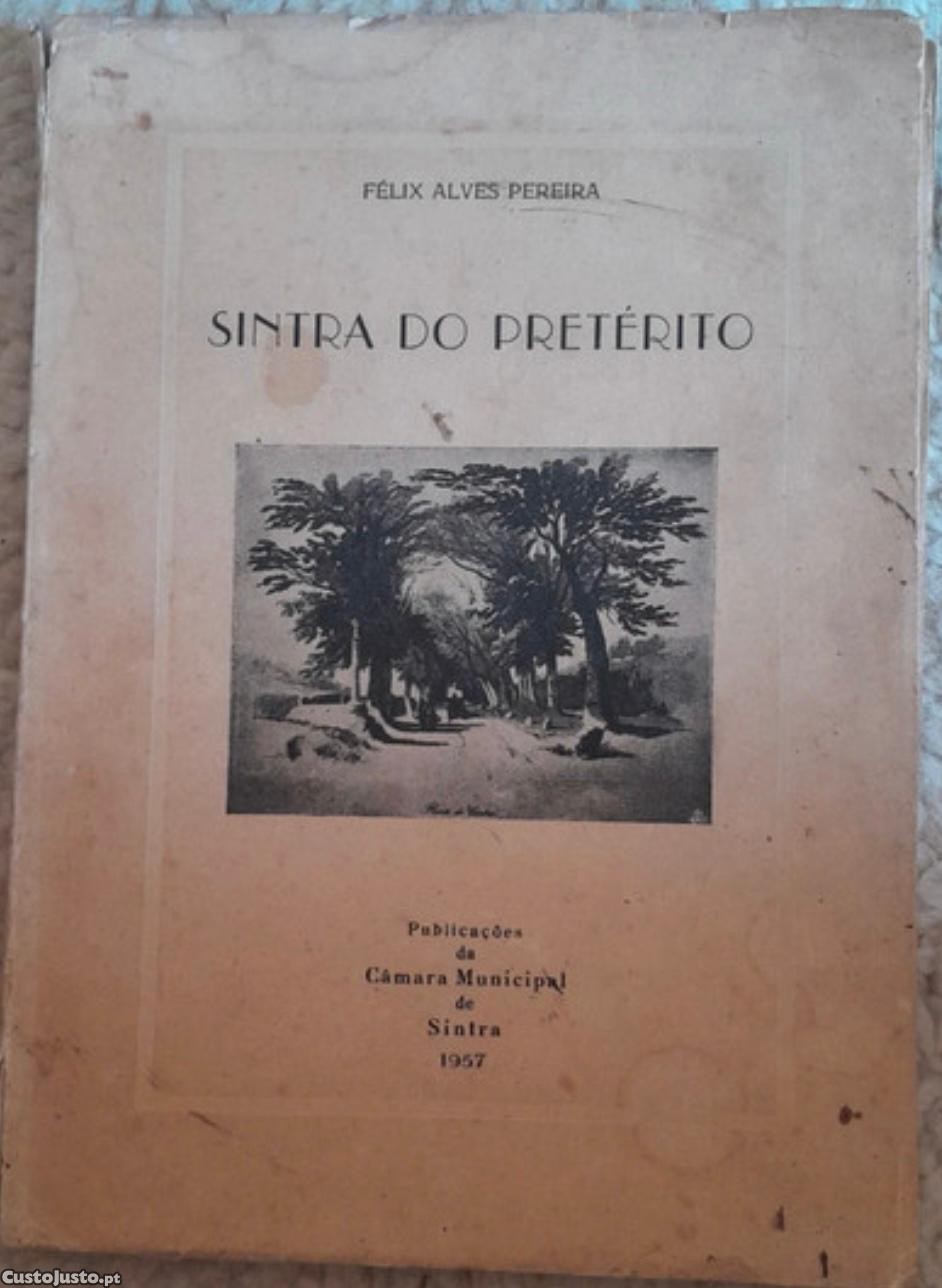 FÉLIX ALVES PEREIRA
SINTRA DO PRETÉRITO
Publicações
da
Câmara Municipal
de
Sintra
1957
CustoJusto.pt